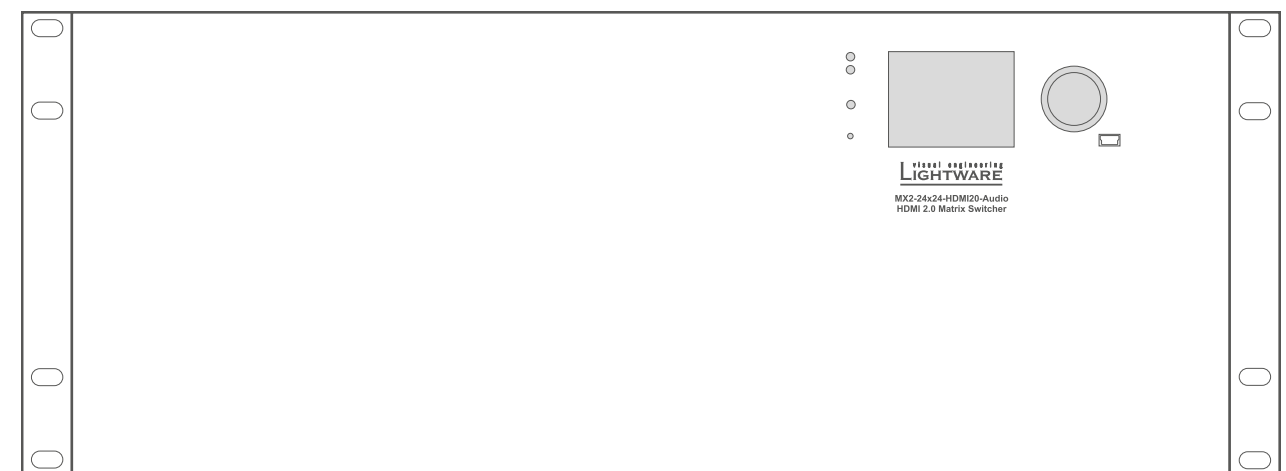 visual engineering
LIGHTWARE
MX2-24x24-HDMI20-Audio
HDMI 2.0 Matrix Switcher